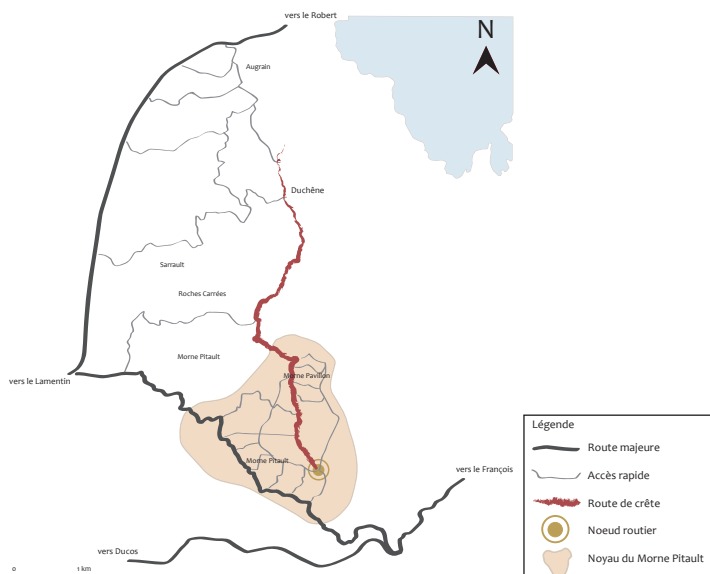 vers le Robert
N
Augrain
Duchêne
Sarrault
Roches Carrées
Morne Pitault
vers le Lamentin
Morne Pavillon
Morne Pitault
vers le François
vers Ducos
0 1 km
Légende
Route majeure
Accès rapide
Route de crête
Noeud routier
Noyau du Morne Pitault